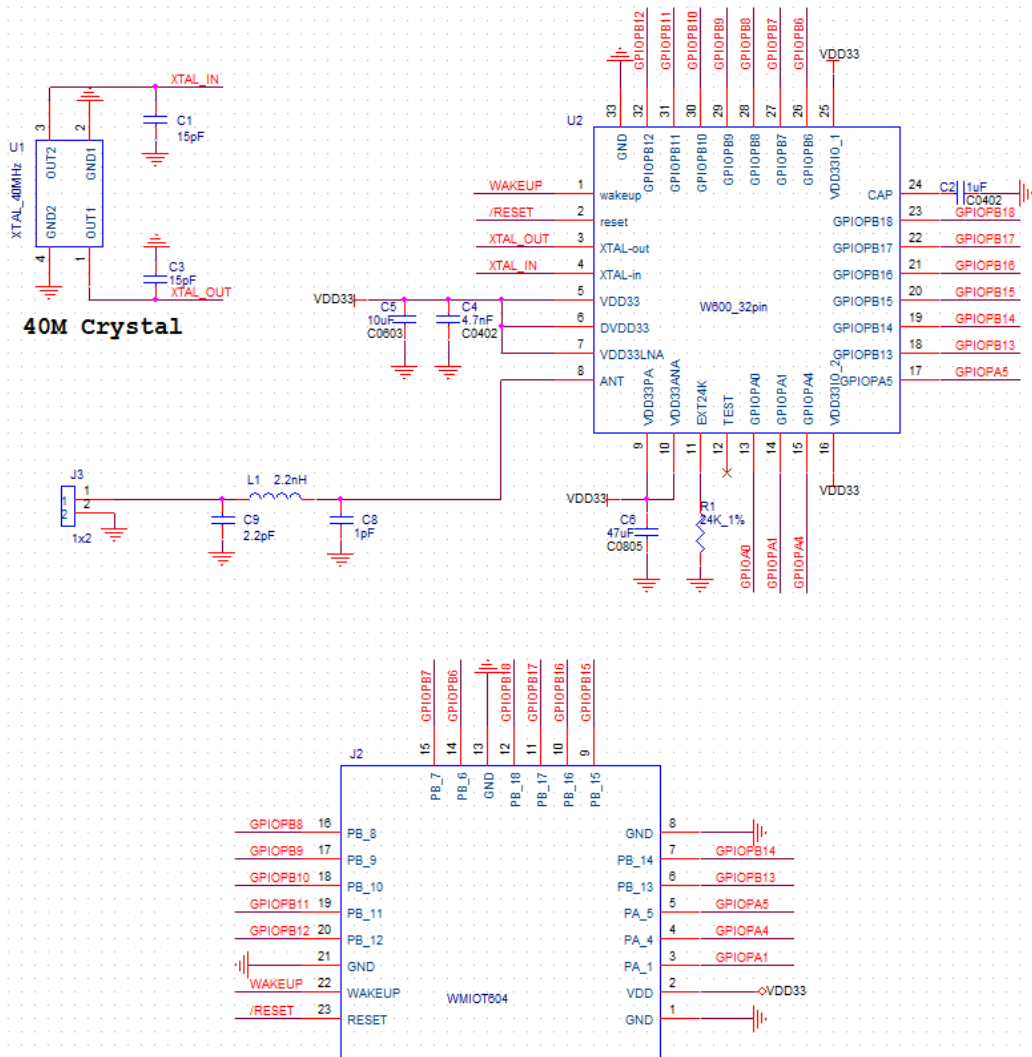 XTAL_IN
C1
15pF
U1
XTAL_40MHz
3
2
OUT2
GND1
GND2
OUT1
4
1
C3
15pF
XTAL_OUT
40M Crystal
GPIOPB12
GPIOPB11
GPIOPB10
GPIOPB9
GPIOPB8
GPIOPB7
GPIOPB6
VDD33
33
32
31
30
29
28
27
26
25
U2
GND
GPIOPB12
GPIOPB11
GPIOPB10
GPIOPB9
GPIOPB8
GPIOPB7
GPIOPB6
VDD33IO_1
WAKEUP 1 wakeup
/RESET 2 reset
XTAL_OUT 3 XTAL-out
XTAL_IN 4 XTAL-in
VDD33 5 VDD33
6 DVDD33
7 VDD33LNA
8 ANT
C5
10uF
C0603
C4
4.7nF
C0402
W600_32pin
CAP 24 C2 1uF
C0402
GPIOPB18 23 GPIOPB18
GPIOPB17 22 GPIOPB17
GPIOPB16 21 GPIOPB16
GPIOPB15 20 GPIOPB15
GPIOPB14 19 GPIOPB14
GPIOPB13 18 GPIOPB13
GPIOPA5 17 GPIOPA5
VDD33PA
VDD33ANA
EXT24K
TEST
GPIOPA0
GPIOPA1
GPIOPA4
VDD33IO_2
9
10
11
12
13
14
15
16
VDD33
VDD33
C6
47uF
C0805
R1
24K_1%
GPIOA0
GPIOPA1
GPIOPA4
J3
1
2
1
2
1x2
L1 2.2nH
C9
2.2pF
C8
1pF
GPIOPB7
GPIOPB6
GPIOPB18
GPIOPB17
GPIOPB16
GPIOPB15
15
14
13
12
11
10
9
J2
PB_7
PB_6
GND
PB_18
PB_17
PB_16
PB_15
GPIOPB8 16 PB_8
GPIOPB9 17 PB_9
GPIOPB10 18 PB_10
GPIOPB11 19 PB_11
GPIOPB12 20 PB_12
21 GND
WAKEUP 22 WAKEUP
/RESET 23 RESET
WMIOT604
GND 8
PB_14 7 GPIOPB14
PB_13 6 GPIOPB13
PA_5 5 GPIOPA5
PA_4 4 GPIOPA4
PA_1 3 GPIOPA1
VDD 2 VDD33
GND 1